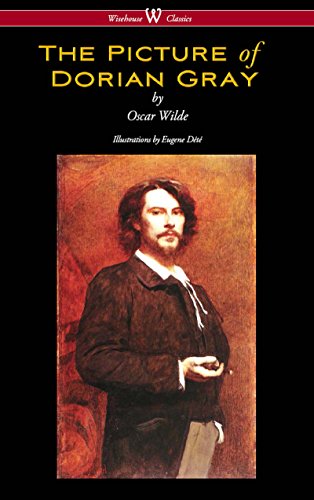 Wisehouse W Classics
THE PICTURE of
DORIAN GRAY
by
Oscar Wilde
Illustrations by Eugene Dété